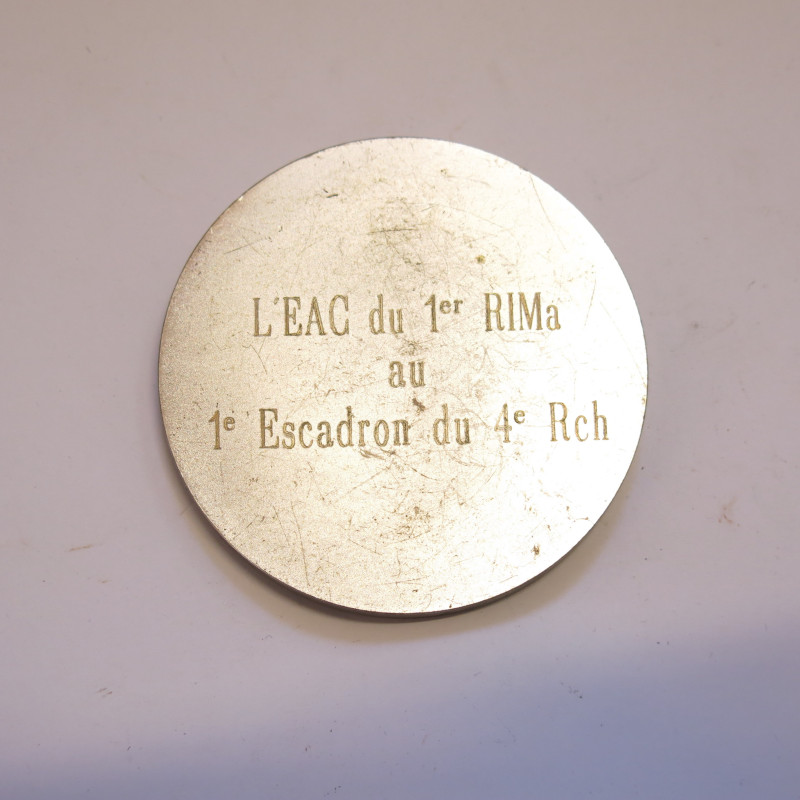 L'EAC du 1er RIMa
au
1e Escadron du 4e Rch